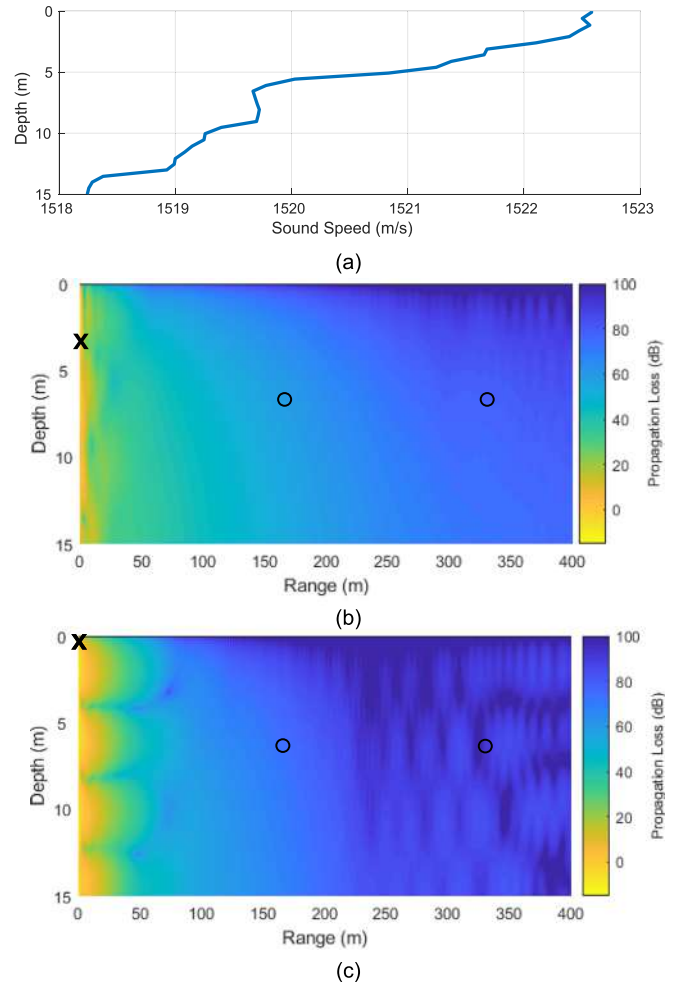 0
5
10
15
Depth (m)
1518 1519 1520 1521 1522 1523
Sound Speed (m/s)
(a)
0
5
10
15
Depth (m)
X
0 50 100 150 200 250 300 350 400
Range (m)
100
80
60
40
20
0
Propagation Loss (dB)
(b)
0
5
10
15
Depth (m)
X
0 50 100 150 200 250 300 350 400
Range (m)
100
80
60
40
20
0
Propagation Loss (dB)
(c)